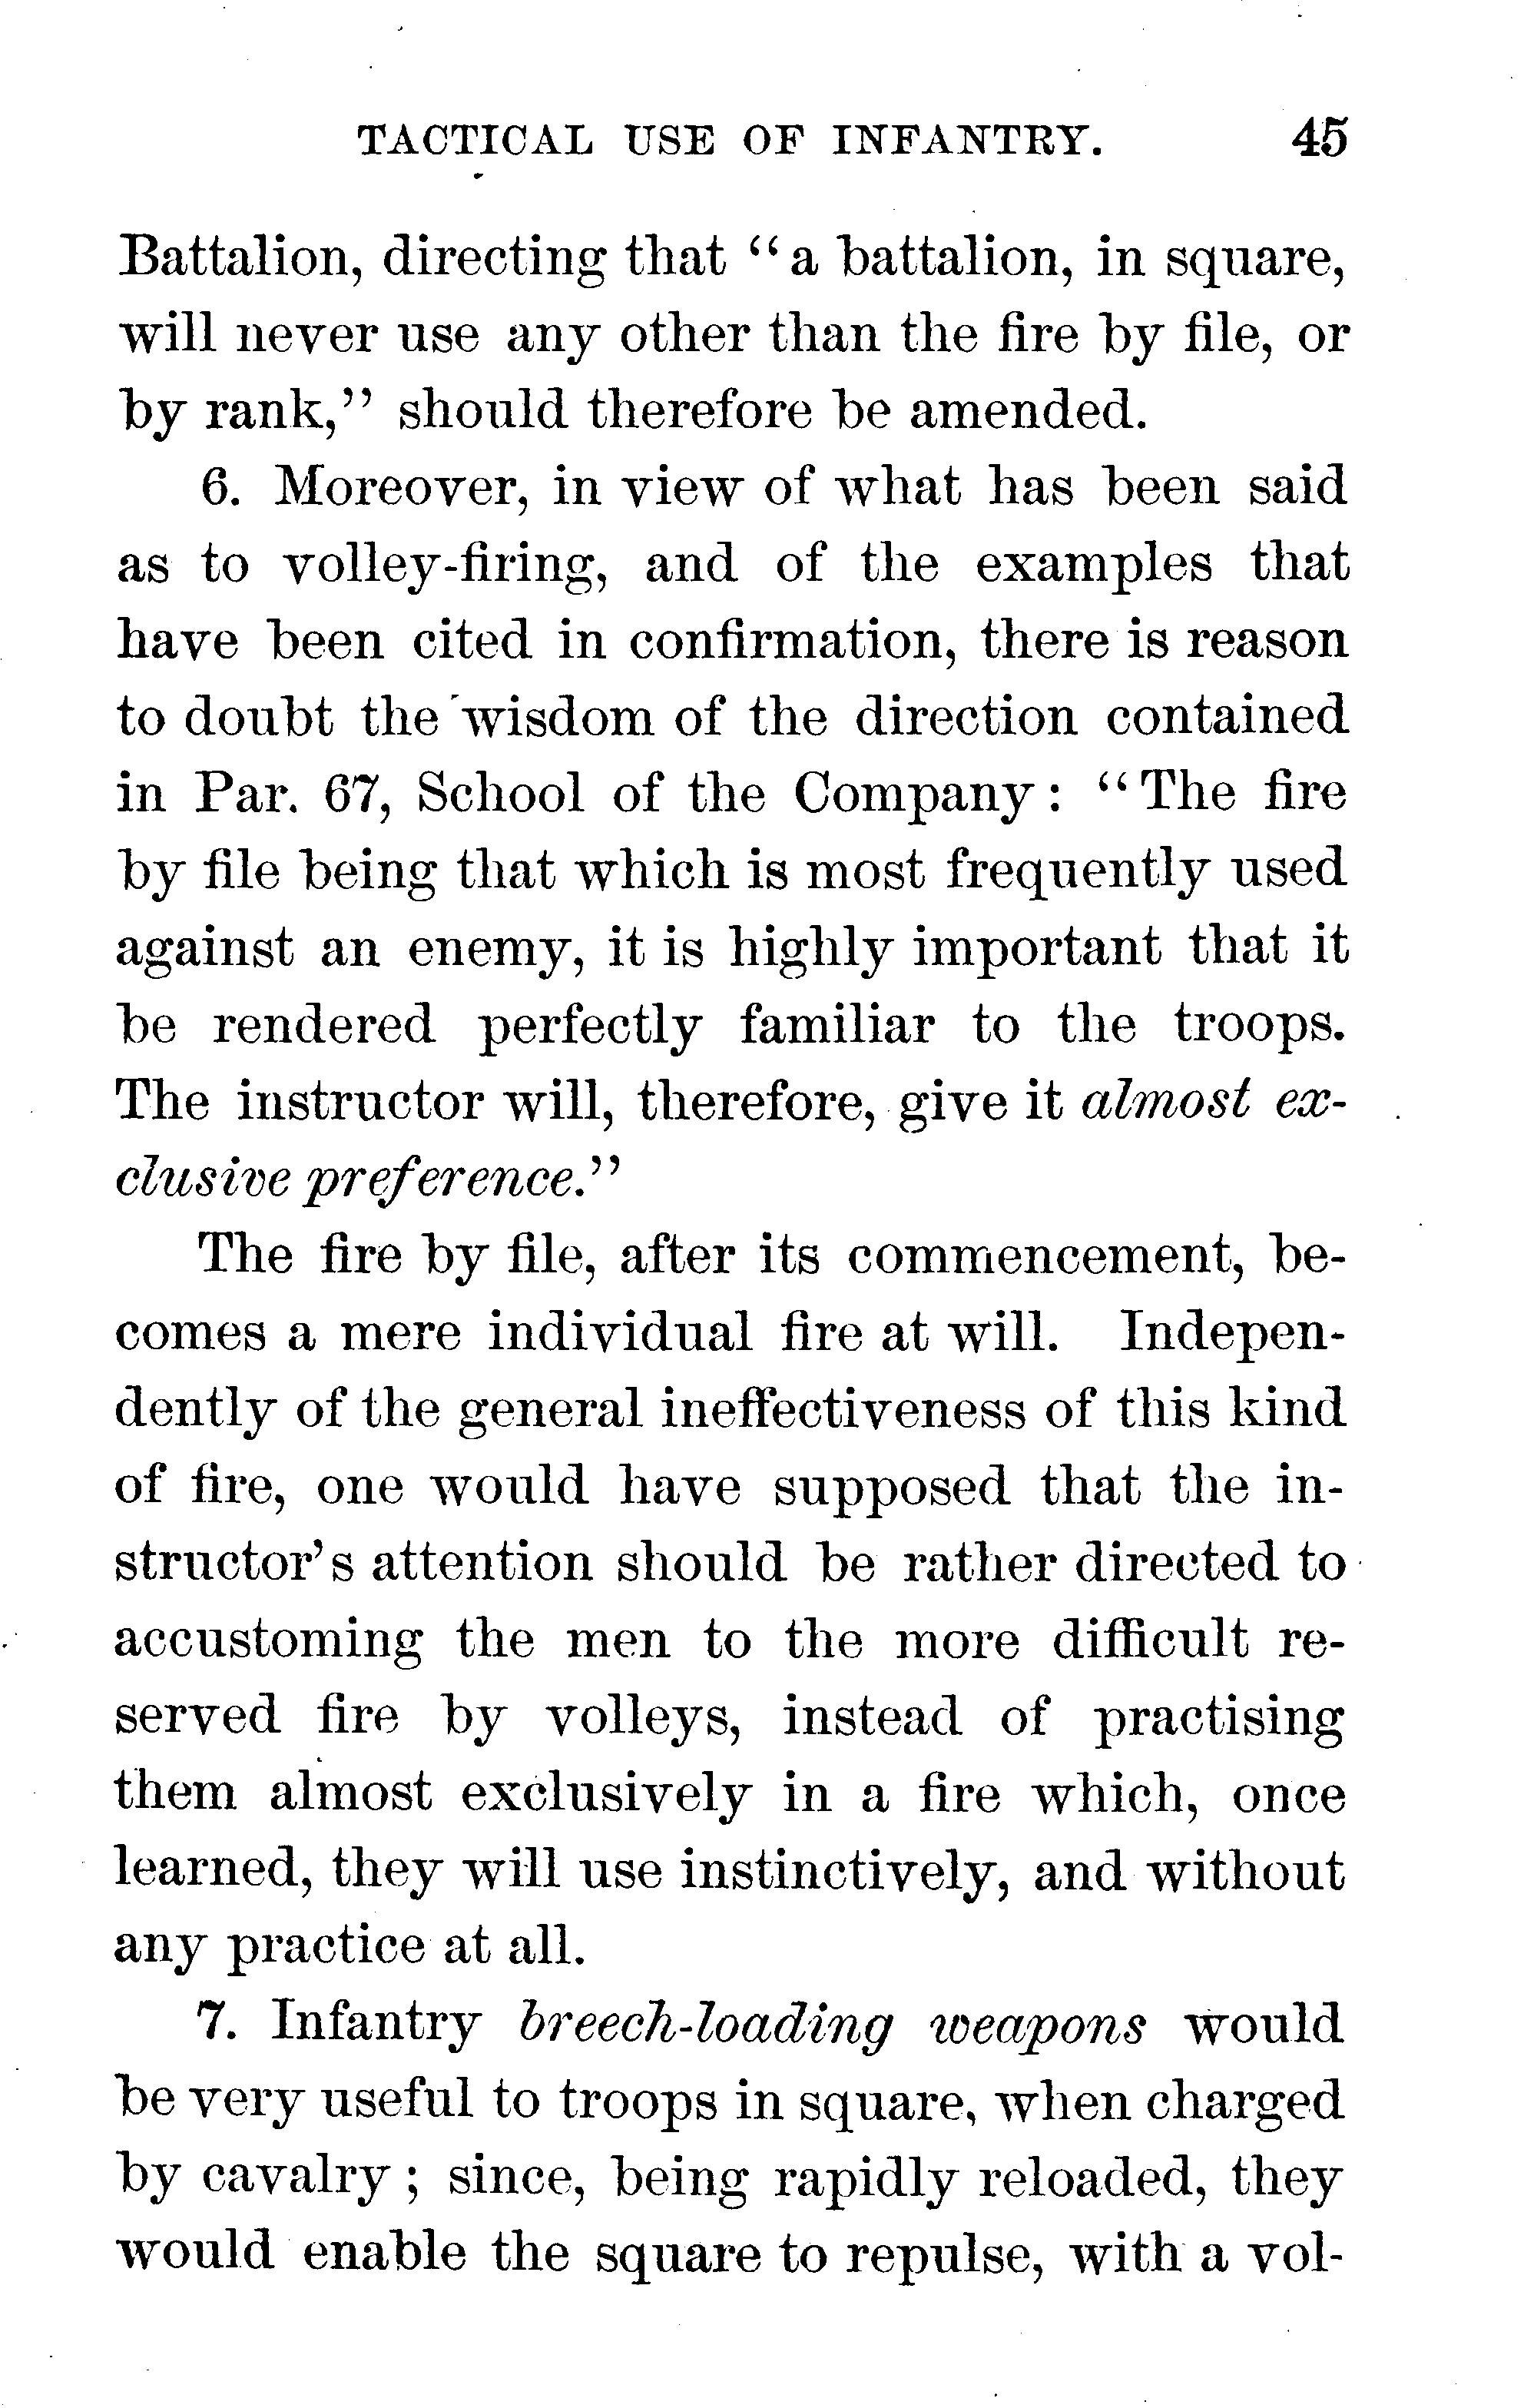 TACTICAL USE OF INFANTRY. 45
Battalion, directing that "a battalion, in square,
will never use any other than the fire by file, or
by rank," should therefore be amended.
6. Moreover, in view of what has been said
as to volley-firing, and of the examples that
have been cited in confirmation, there is reason
to doubt the wisdom of the direction contained
in Par. 67, School of the Company: "The fire
by file being that which is most frequently used
against an enemy, it is highly important that it
be rendered perfectly familiar to the troops.
The instructor will, therefore, give it almost ex-
clusive preference."
The fire by file, after its commencement, be-
comes a mere individual fire at will. Indepen-
dently of the general ineffectiveness of this kind
of fire, one would have supposed that the in-
structor's attention should be rather directed to
accustoming the men to the more difficult re-
served fire by volleys, instead of practising
them almost exclusively in a fire which, once
learned, they will use instinctively, and without
any practice at all.
7. Infantry breech-loading weapons would
be very useful to troops in square, when charged
by cavalry; since, being rapidly reloaded, they
would enable the square to repulse, with a vol-